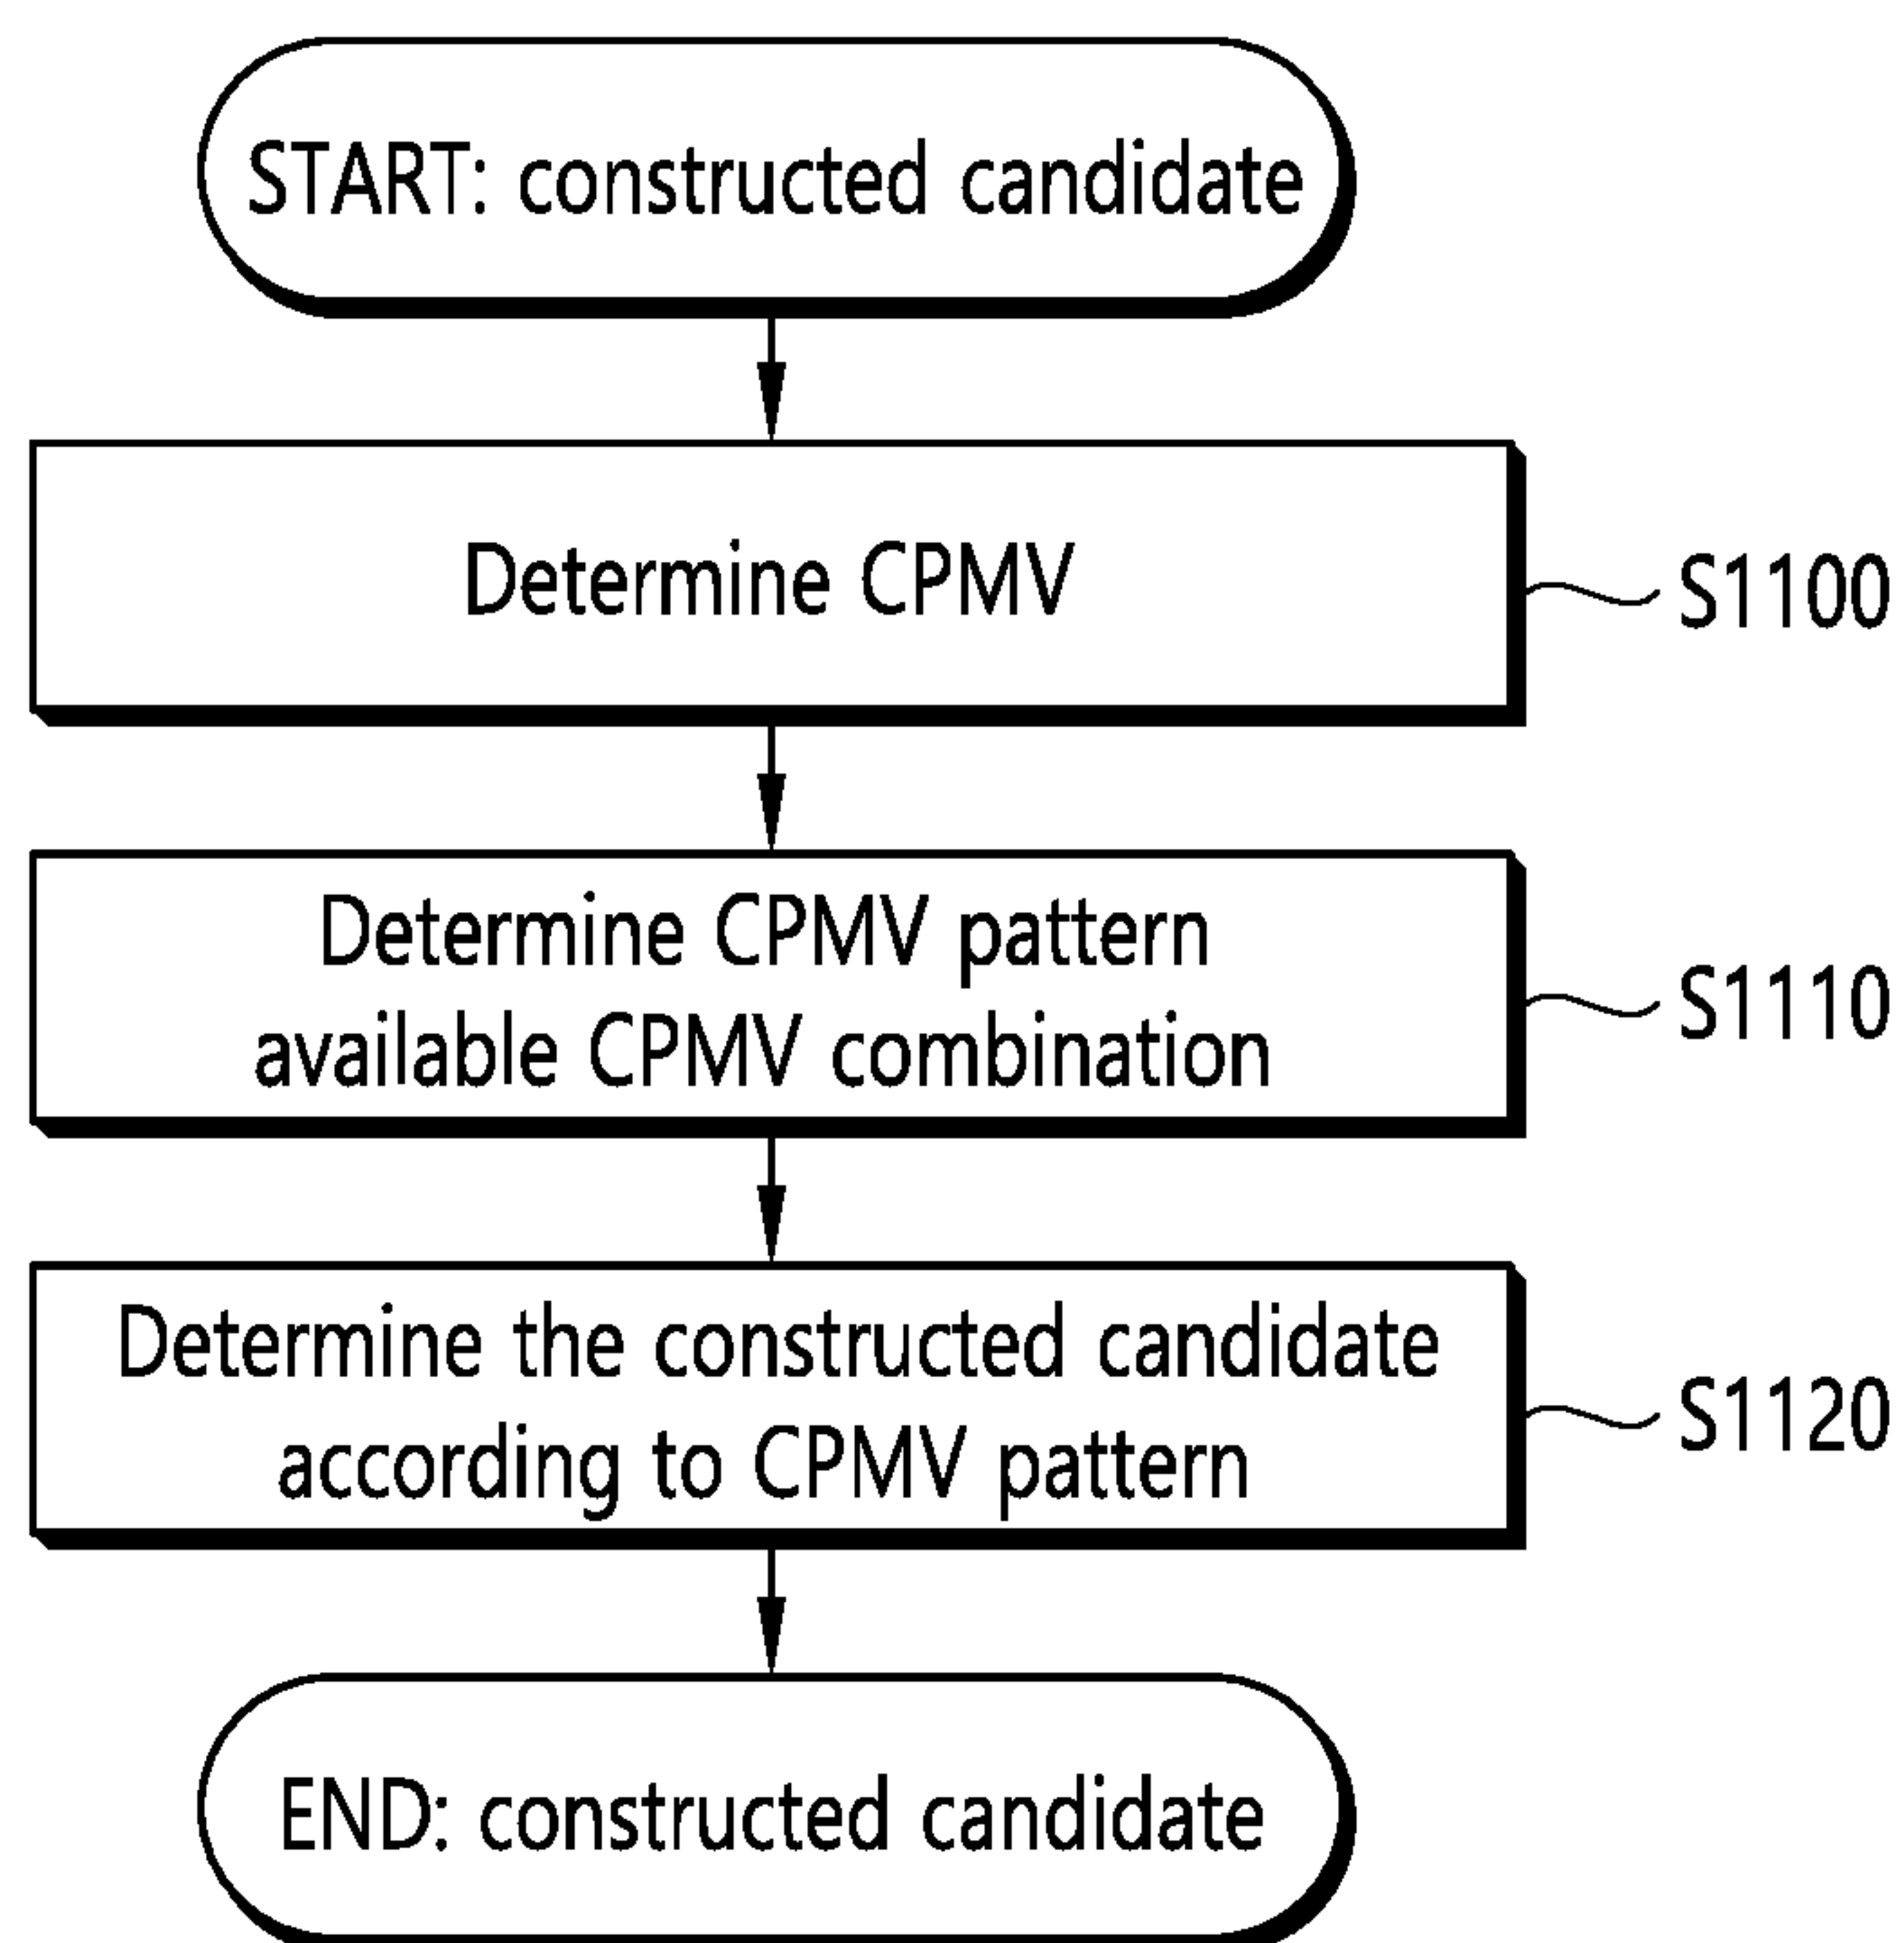 START: constructed candidate
Determine CPMV
S1100
Determine CPMV pattern
available CPMV combination
S1110
Determine the constructed candidate
according to CPMV pattern
S1120
END: constructed candidate